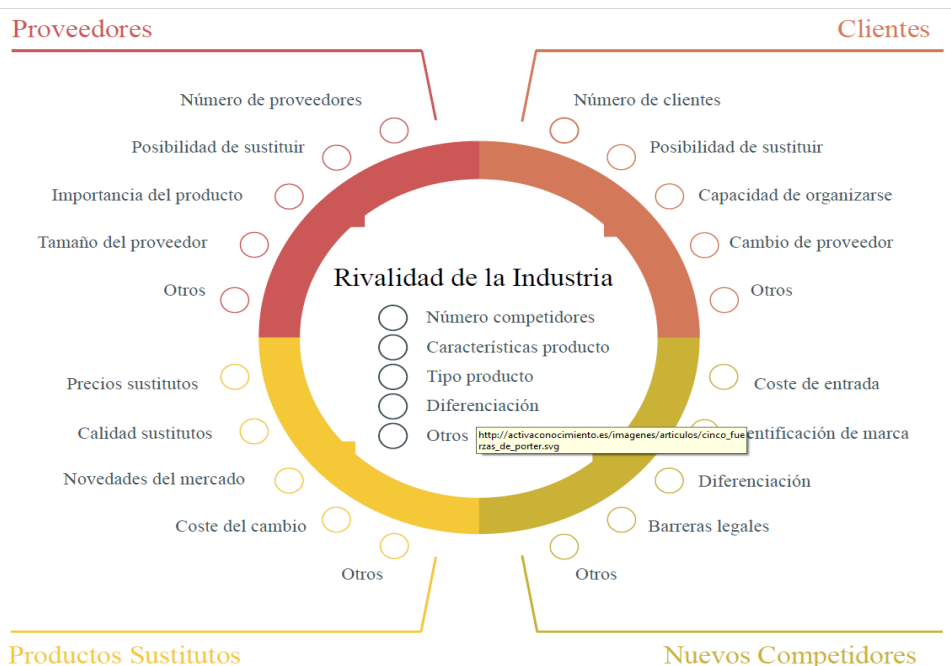 Proveedores
Clientes
Número de proveedores
Posibilidad de sustituir
Importancia del producto
Tamaño del proveedor
Otros
Número de clientes
Posibilidad de sustituir
Capacidad de organizarse
Cambio de proveedor
Otros
Rivalidad de la Industria
Número competidores
Características producto
Tipo producto
Diferenciación
Otros
http://activaconocimiento.es/imagenes/articulos/cinco_fue
rzas_de_porter.svg
Precios sustitutos
Calidad sustitutos
Novedades del mercado
Coste del cambio
Otros
Coste de entrada
entificación de marca
Diferenciación
Barreras legales
Otros
Productos Sustitutos
Nuevos Competidores